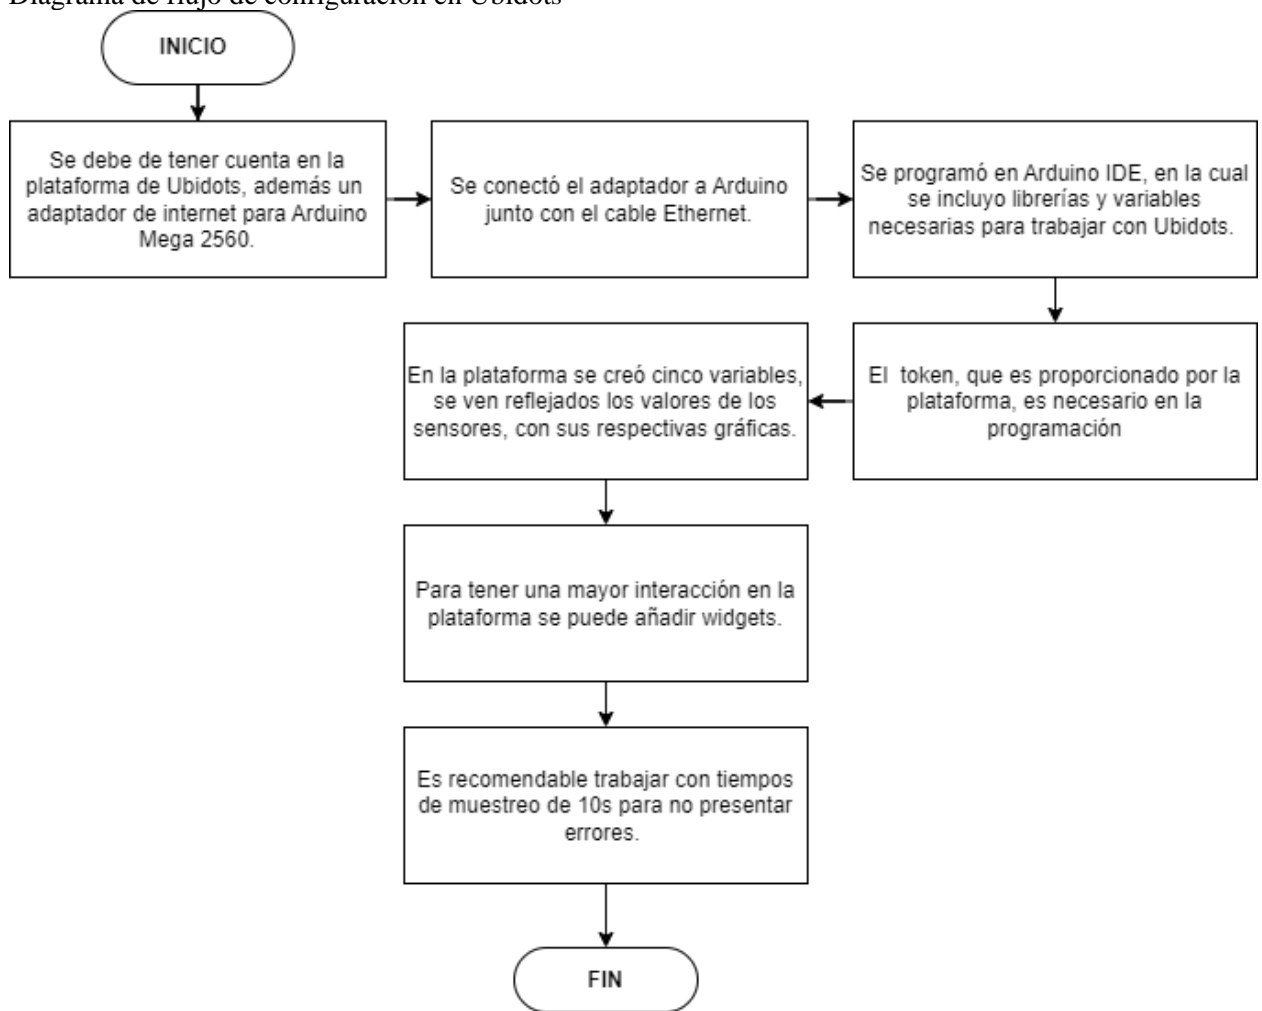 Diagrama de flujo de configuración en Ubidots
INICIO
Se debe de tener cuenta en la
plataforma de Ubidots, además un
adaptador de internet para Arduino
Mega 2560.
Se conectó el adaptador a Arduino
junto con el cable Ethernet.
Se programó en Arduino IDE, en la cual
se incluyo librerías y variables
necesarias para trabajar con Ubidots.
El  token, que es proporcionado por la
plataforma, es necesario en la
programación
En la plataforma se creó cinco variables,
se ven reflejados los valores de los
sensores, con sus respectivas gráficas.
Para tener una mayor interacción en la
plataforma se puede añadir widgets.
Es recomendable trabajar con tiempos
de muestreo de 10s para no presentar
errores.
FIN